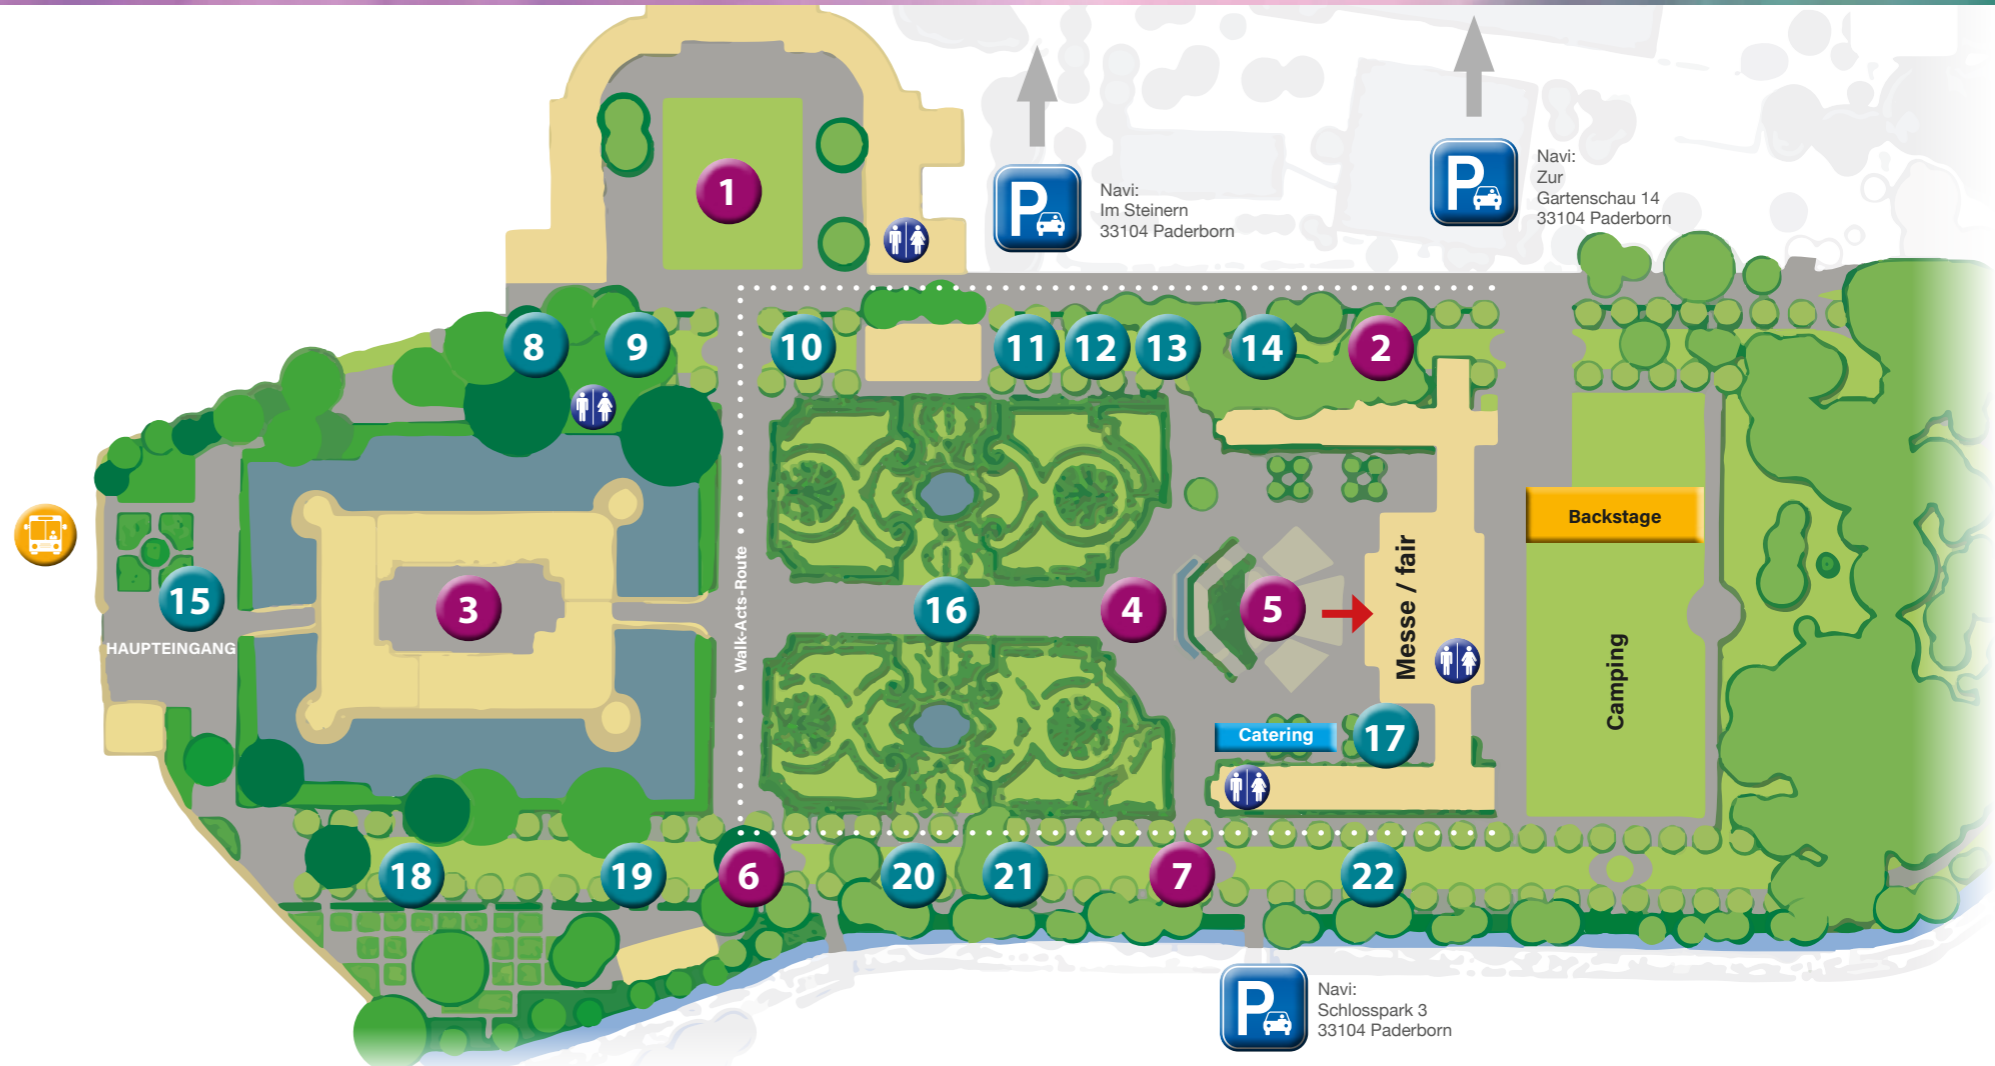 Navi:
Zur
Gartenschau 14
33104 Paderborn
P
Navi:
Im Steinern
33104 Paderborn
P
1
8
9
10
11
12
13
14
2
Backstage
Messe / fair
Walk-Acts-Route
15
3
16
4
5
HAUPTEINGANG
Camping
Catering
17
18
19
6
20
21
7
22
P
Navi:
Schlosspark 3
33104 Paderborn